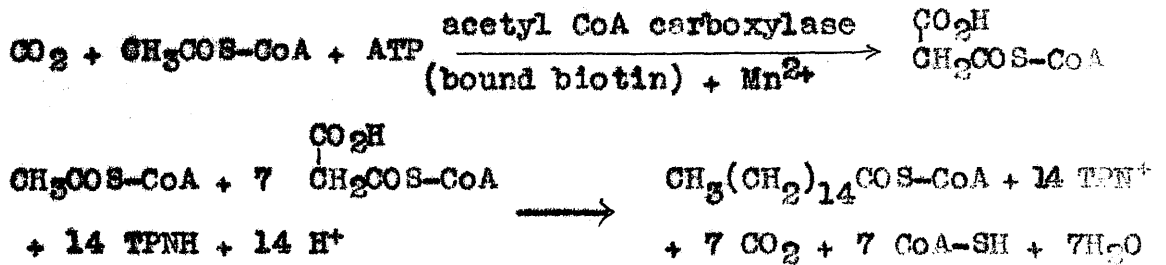 acetyl CoA carboxylase
CO₂ + CH₃COS-CoA + ATP ⟶ CO₂H
(bound biotin) + Mn²⁺ CH₂COS-CoA
CO₂H
CH₃COS-CoA + 7 CH₂COS-CoA ⟶ CH₃(CH₂)₁₄COS-CoA + 14 TPN⁺
+ 14 TPNH + 14 H⁺ + 7 CO₂ + 7 CoA-SH + 7H₂O